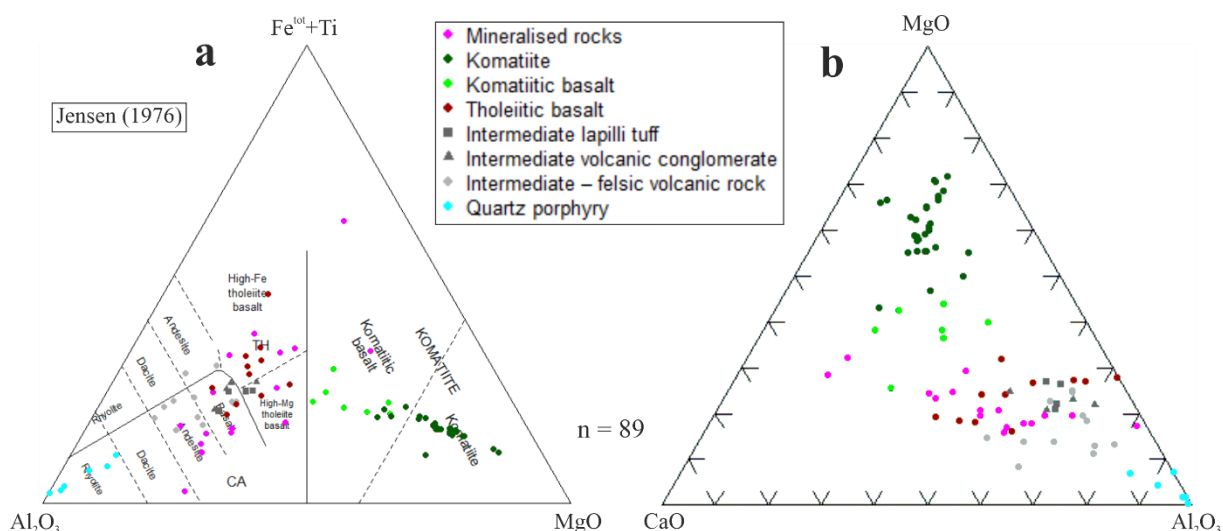 Fe^tot+Ti
a
Jensen (1976)
Mineralised rocks
Komatiite
Komatiitic basalt
Tholeiitic basalt
Intermediate lapilli tuff
Intermediate volcanic conglomerate
Intermediate – felsic volcanic rock
Quartz porphyry
High-Fe
tholeiite
basalt
TH
Andesite
Dacite
Rhyolite
Komatiitic
basalt
KOMATIITE
Komatiite
High-Mg
tholeiite
basalt
Basalt
Andesite
Dacite
Rhyolite
CA
Al₂O₃
MgO
n = 89
MgO
b
CaO
Al₂O₃